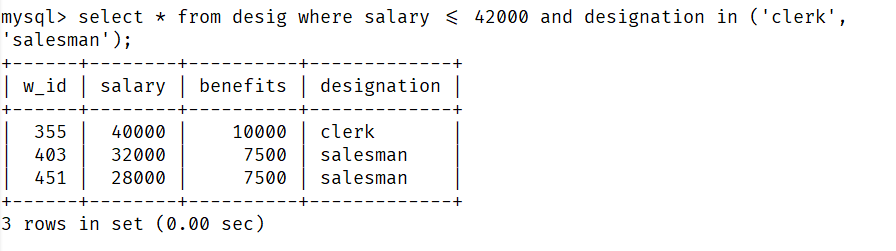 mysql> select * from desig where salary <= 42000 and designation in ('clerk',
'salesman');
+------+--------+----------+-------------+
| w_id | salary | benefits | designation |
+------+--------+----------+-------------+
|  355 |  40000 |    10000 | clerk       |
|  403 |  32000 |     7500 | salesman    |
|  451 |  28000 |     7500 | salesman    |
+------+--------+----------+-------------+
3 rows in set (0.00 sec)